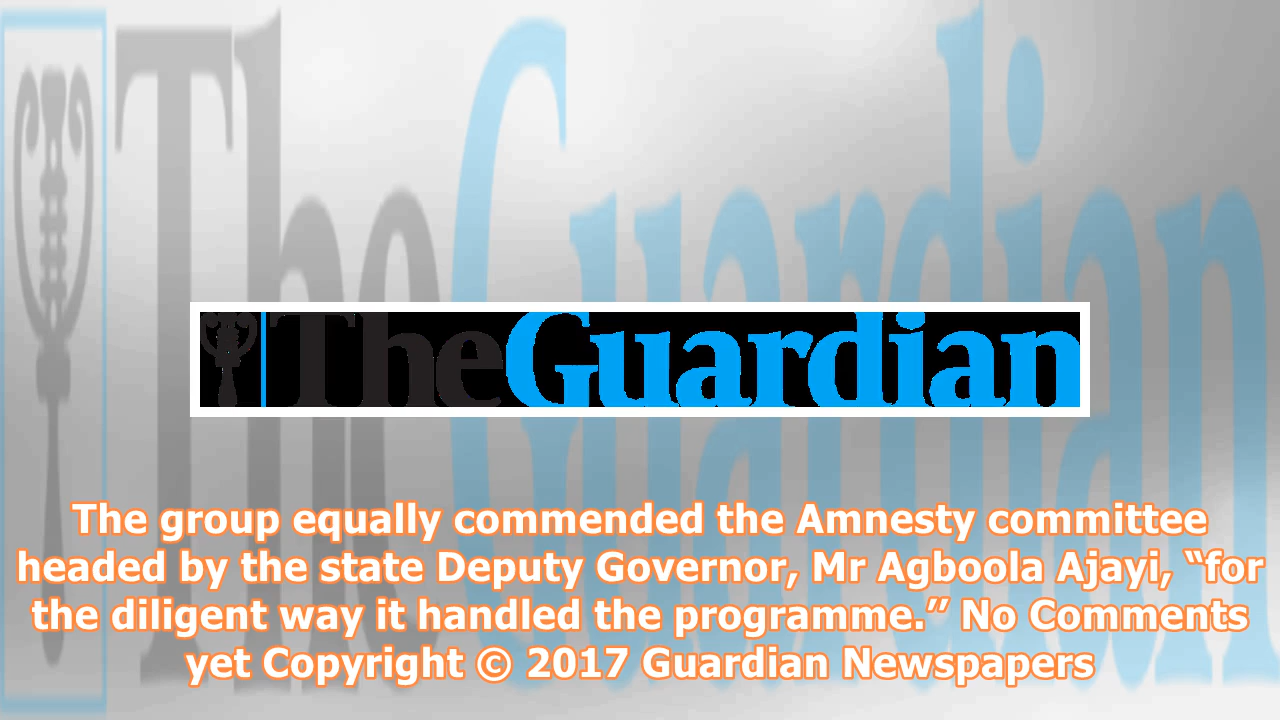 TheGuardian
TheGuardian
The group equally commended the Amnesty committee
headed by the state Deputy Governor, Mr Agboola Ajayi, “for
the diligent way it handled the programme.” No Comments
yet Copyright © 2017 Guardian Newspapers